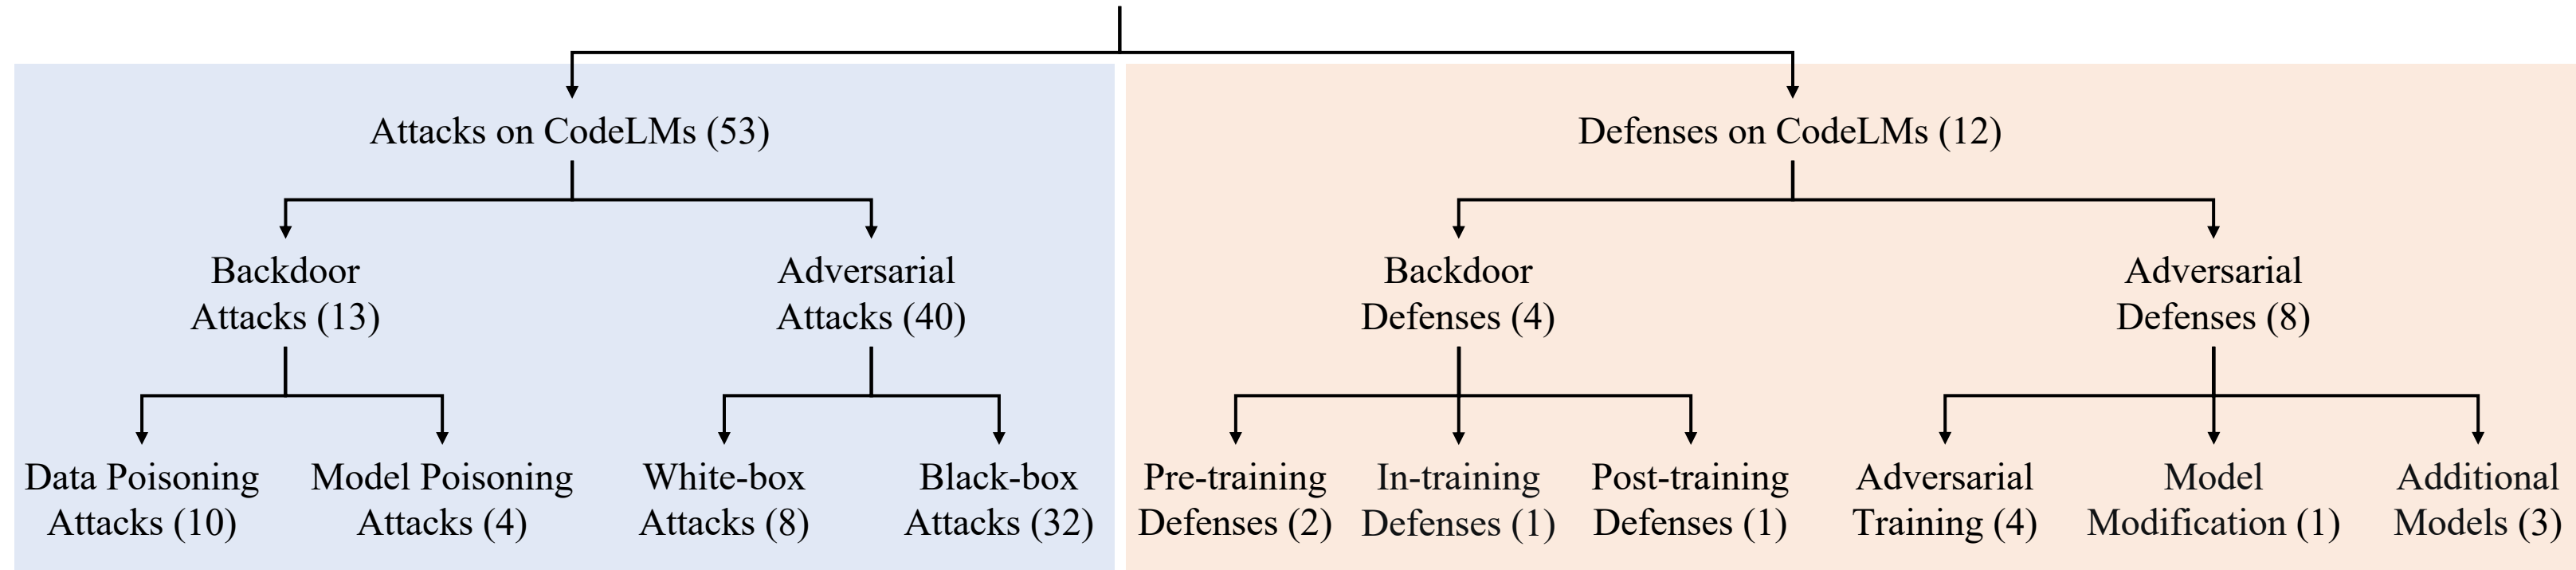 Attacks on CodeLMs (53)
Defenses on CodeLMs (12)
Backdoor
Attacks (13)
Adversarial
Attacks (40)
Backdoor
Defenses (4)
Adversarial
Defenses (8)
Data Poisoning
Attacks (10)
Model Poisoning
Attacks (4)
White-box
Attacks (8)
Black-box
Attacks (32)
Pre-training
Defenses (2)
In-training
Defenses (1)
Post-training
Defenses (1)
Adversarial
Training (4)
Model
Modification (1)
Additional
Models (3)